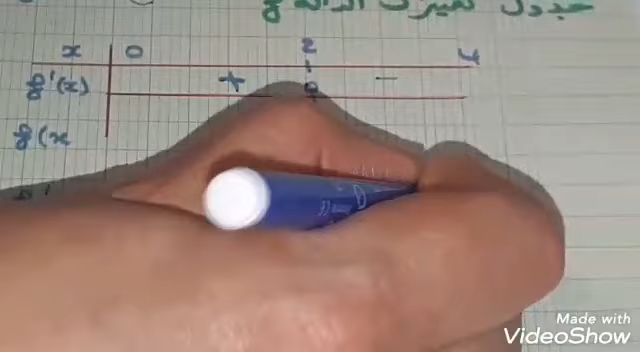 جدول تغيرات الدالة f
x 0 2 4
f'(x) + 0 -
f(x
Made with
VideoShow